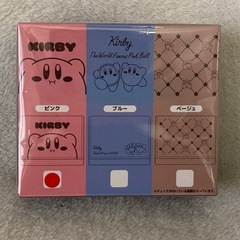 KIRBY
Kirby
The World Famous Pink Ball
ピンク
ブルー
ベージュ
KIRBY
Kirby